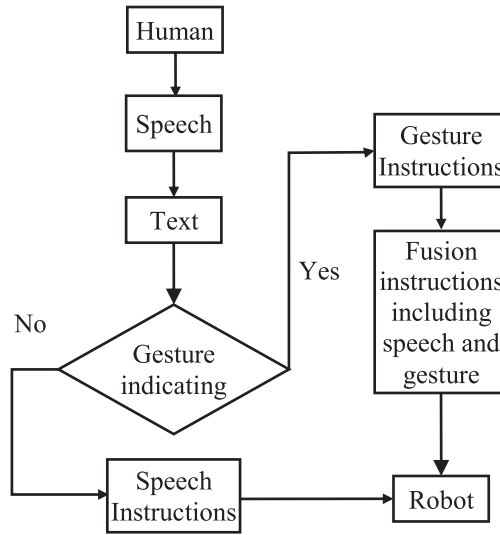 Human
Speech
Text
Gesture
indicating
Yes
No
Gesture
Instructions
Fusion
instructions
including
speech and
gesture
Speech
Instructions
Robot